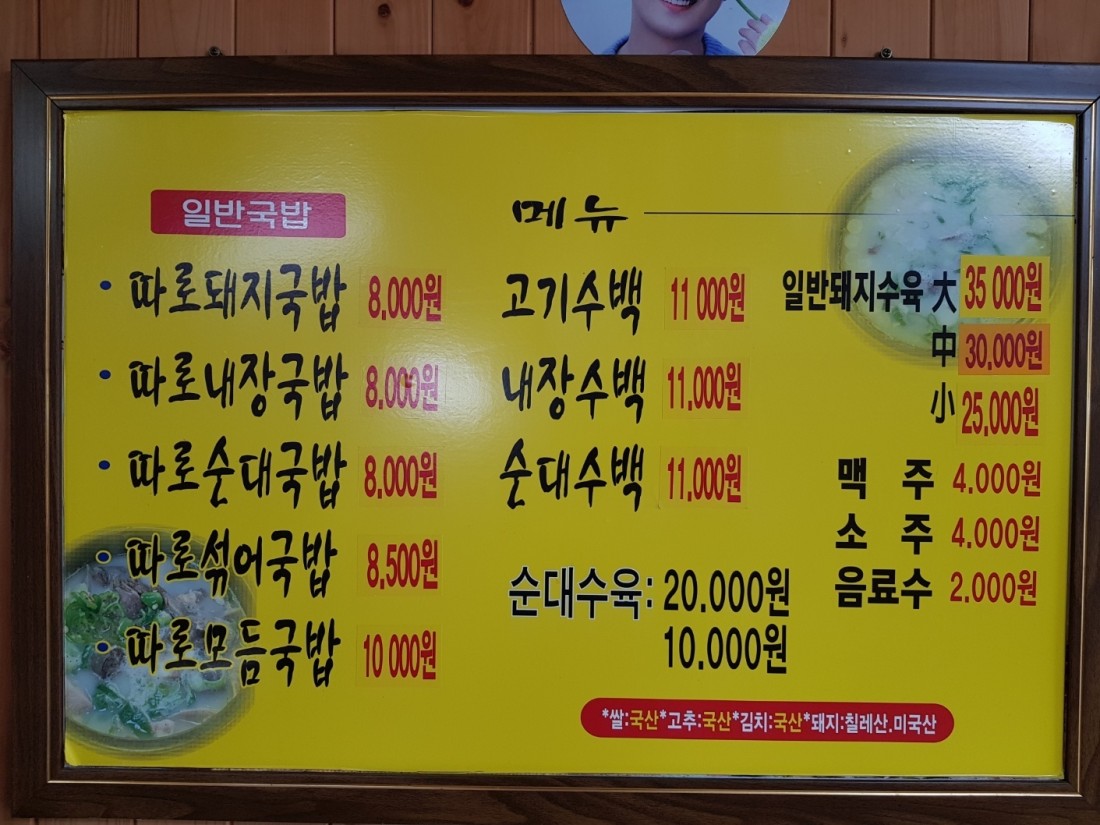 일반국밥
메뉴
• 따로돼지국밥 8,000원
• 따로내장국밥 8,000원
• 따로순대국밥 8,000원
• 따로섞어국밥 8,500원
• 따로모듬국밥 10 000원
고기수백 11 000원
내장수백 11,000원
순대수백 11,000원
순대수육: 20.000원
10.000원
일반돼지수육 大 35 000원
中 30,000원
小 25,000원
맥 주 4.000원
소 주 4.000원
음료수 2.000원
*쌀:국산*고추:국산*김치:국산*돼지:칠레산.미국산